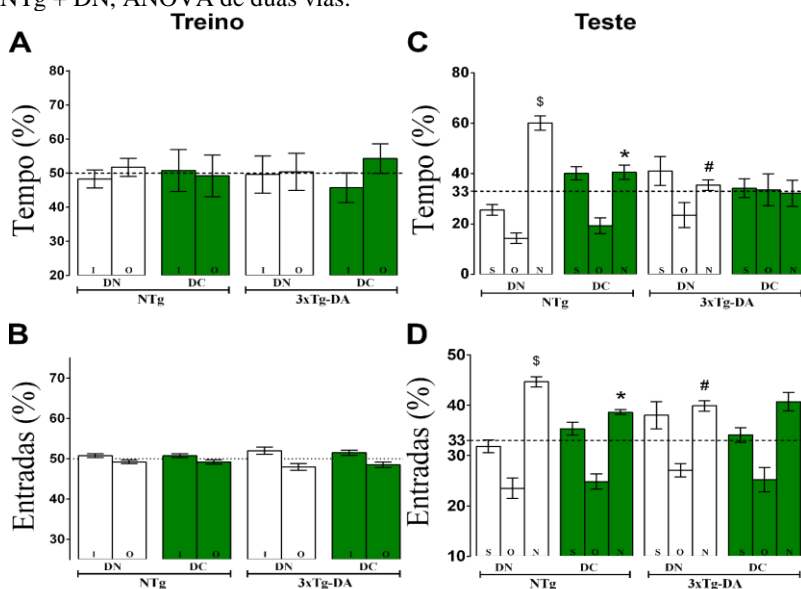 NTg + DN; ANOVA de duas vias.
Treino
Teste
A
Tempo (%)
80
70
60
50
40
30
20
I O I O I O I O
DN DC DN DC
NTg 3xTg-DA
C
Tempo (%)
80
60
40
33
20
0
$
*
#
S O N S O N S O N S O N
DN DC DN DC
NTg 3xTg-DA
B
Entradas (%)
70
60
50
40
30
I O I O I O I O
DN DC DN DC
NTg 3xTg-DA
D
Entradas (%)
50
40
33
30
20
10
$
*
#
S O N S O N S O N S O N
DN DC DN DC
NTg 3xTg-DA